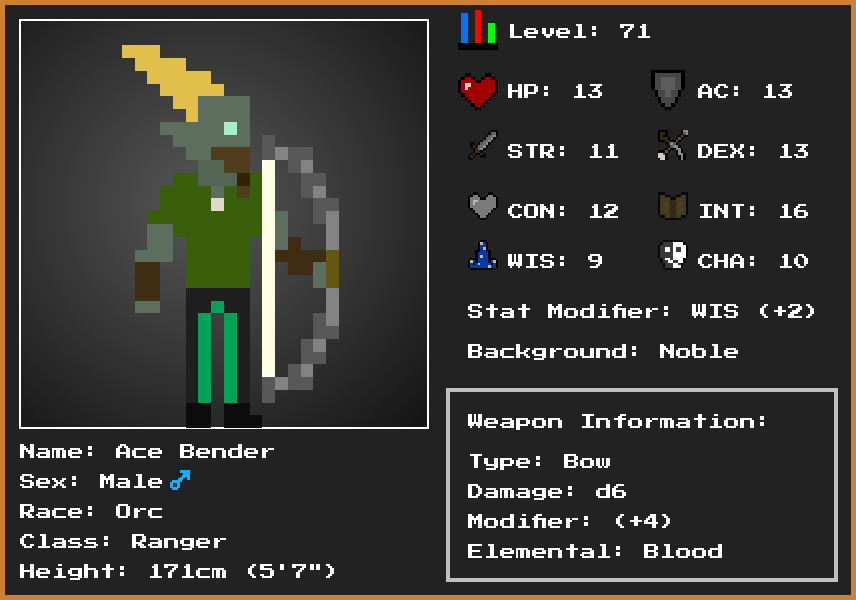 Level: 71
HP: 13
AC: 13
STR: 11
DEX: 13
CON: 12
INT: 16
WIS: 9
CHA: 10
Stat Modifier: WIS (+2)
Background: Noble
Weapon Information:
Type: Bow
Damage: d6
Modifier: (+4)
Elemental: Blood
Name: Ace Bender
Sex: Male♂
Race: Orc
Class: Ranger
Height: 171cm (5'7")